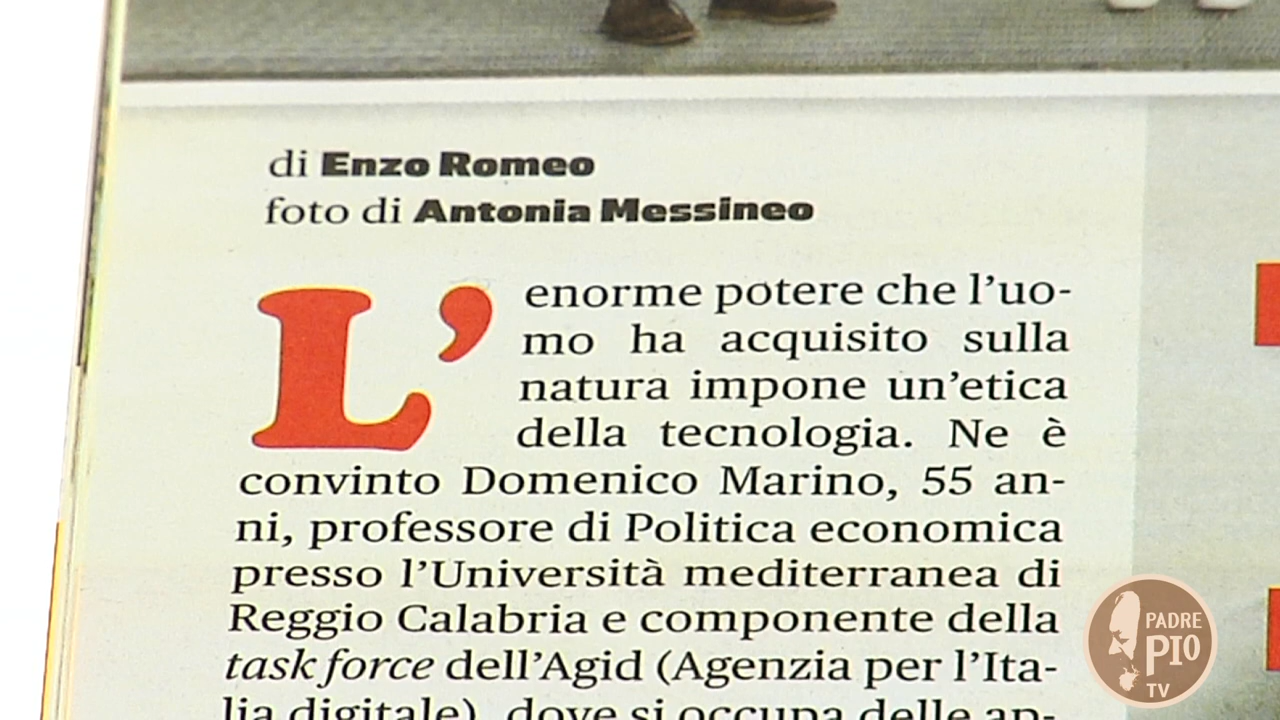 di Enzo Romeo
foto di Antonia Messineo
L'enorme potere che l'uo-
mo ha acquisito sulla
natura impone un'etica
della tecnologia. Ne è
convinto Domenico Marino, 55 an-
ni, professore di Politica economica
presso l'Università mediterranea di
Reggio Calabria e componente della
task force dell'Agid (Agenzia per l'Ita-
lia digitale), dove si occupa delle ap-
PADRE
PIO
TV